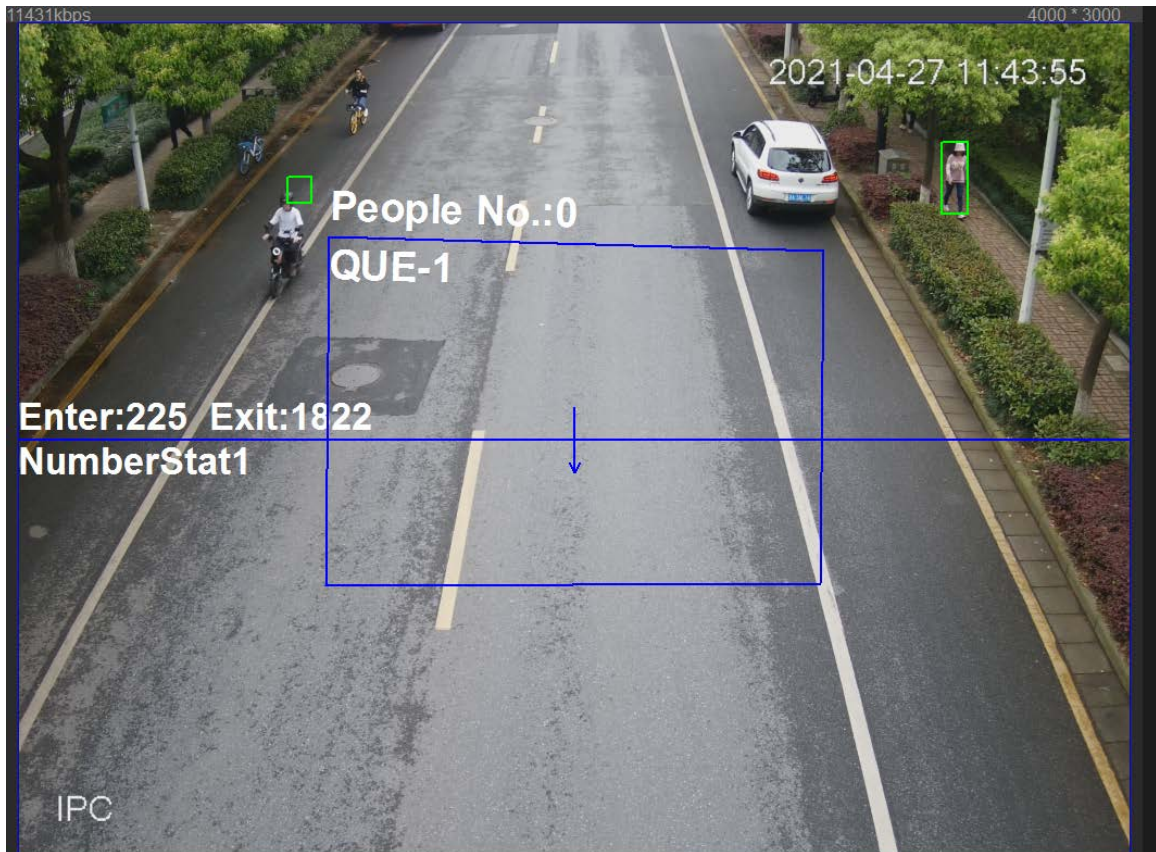 11431kbps
4000 * 3000
2021-04-27 11:43:55
People No.:0
QUE-1
Enter:225 Exit:1822
NumberStat1
IPC